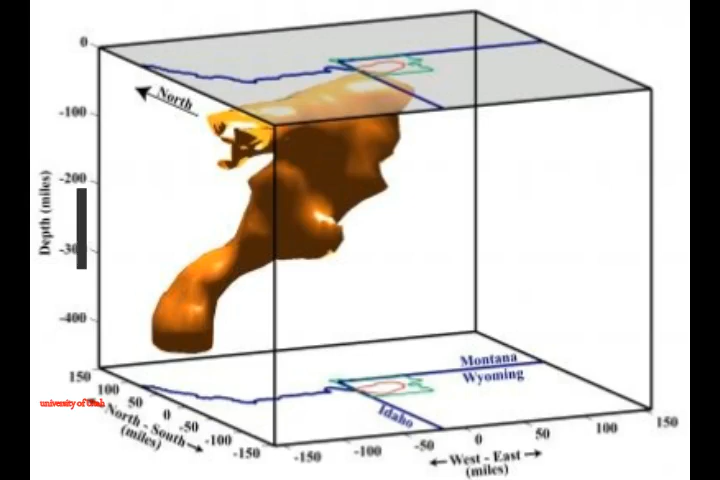 0
North
-100
-200
Depth (miles)
-400
Montana
Wyoming
Idaho
150
100
50
0
-50
-100
-150
university of Utah
North - South
(miles)
-150
-100
-50
0
50
100
150
West - East
(miles)